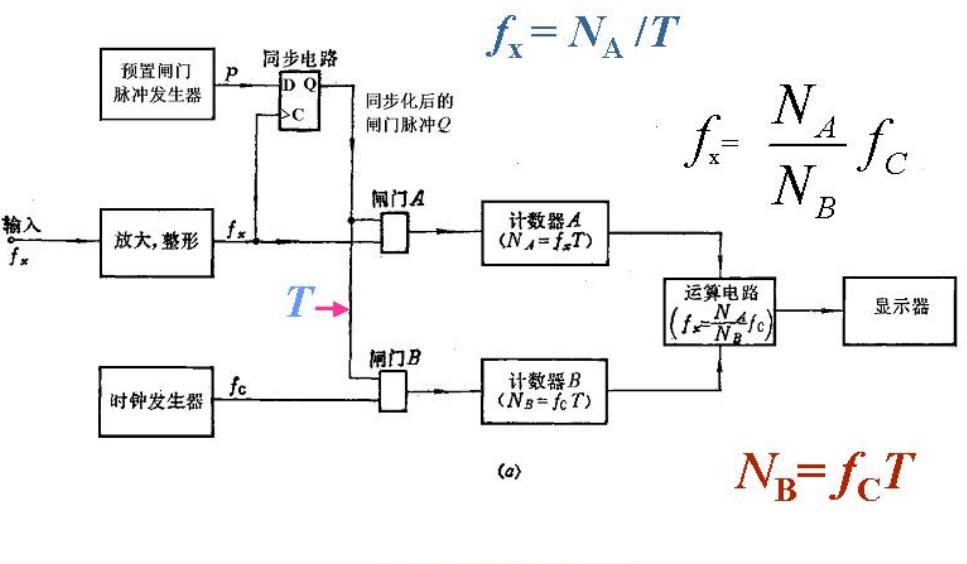 f_x = N_A /T
同步电路
预置闸门
脉冲发生器
P
D Q
>C
同步化后的
闸门脉冲Q
f_x= N_A / N_B f_C
闸门A
输入
f_x
放大,整形
f_x
计数器A
(N_A=f_xT)
T
运算电路
(f_x=N_A/N_B f_C)
显示器
闸门B
时钟发生器
f_C
计数器B
(N_B=f_C T)
(a)
N_B=f_CT